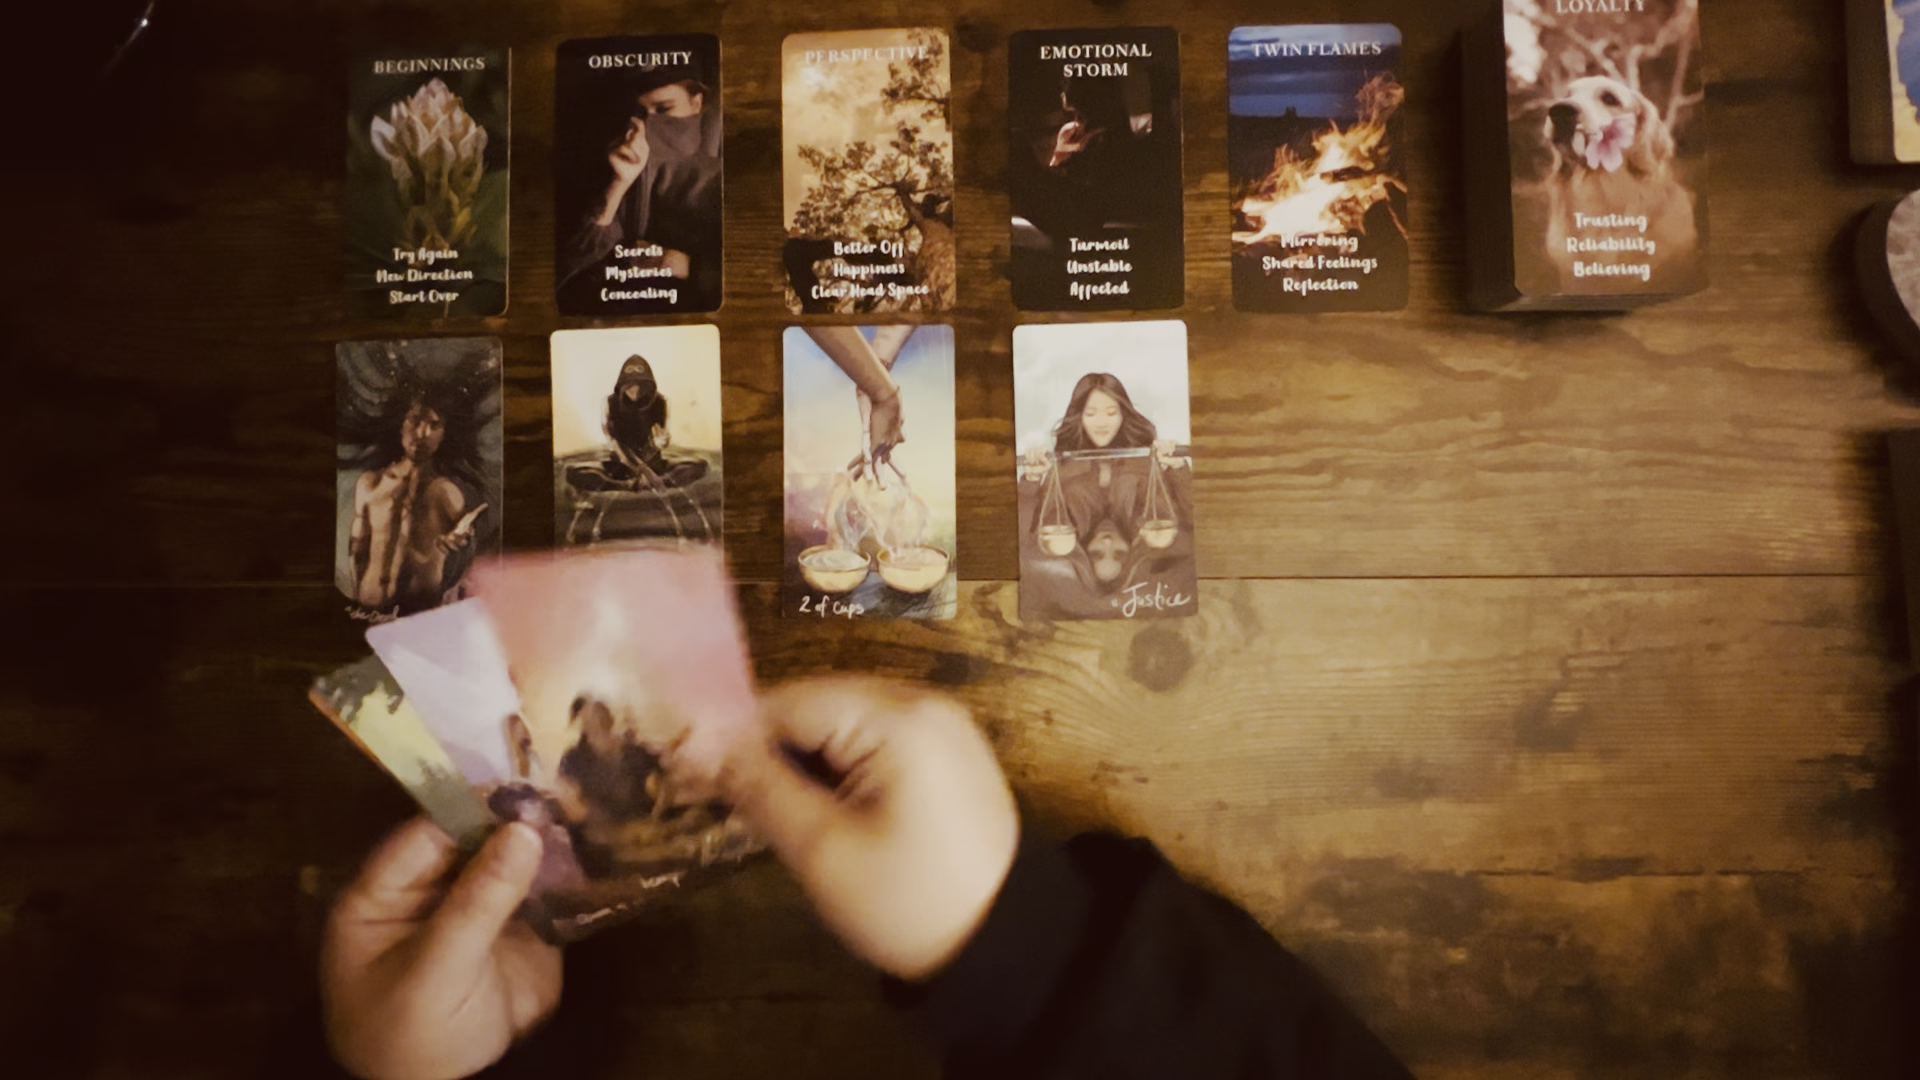 BEGINNINGS
Try Again
New Direction
Start Over
OBSCURITY
Secrets
Mysteries
Concealing
PERSPECTIVE
Better Off
Happiness
Clear Head Space
EMOTIONAL
STORM
Turmoil
Unstable
Affected
TWIN FLAMES
Mirroring
Shared Feelings
Reflection
LOYALTY
Trusting
Reliability
Believing
2 of Cups
Justice